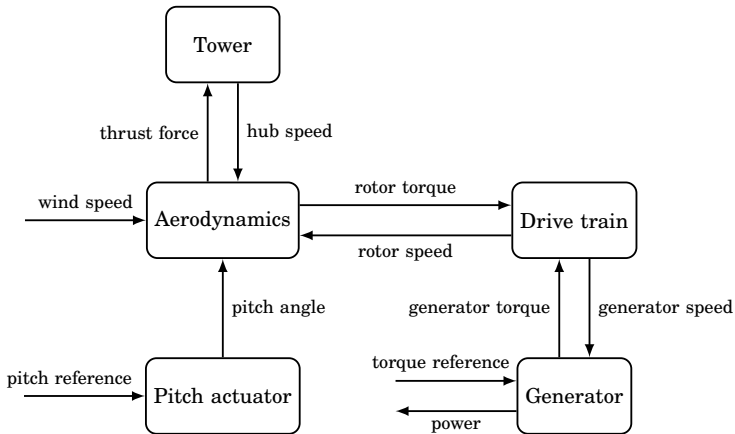 Tower
thrust force
hub speed
wind speed
Aerodynamics
rotor torque
rotor speed
Drive train
pitch angle
generator torque
generator speed
pitch reference
Pitch actuator
torque reference
power
Generator